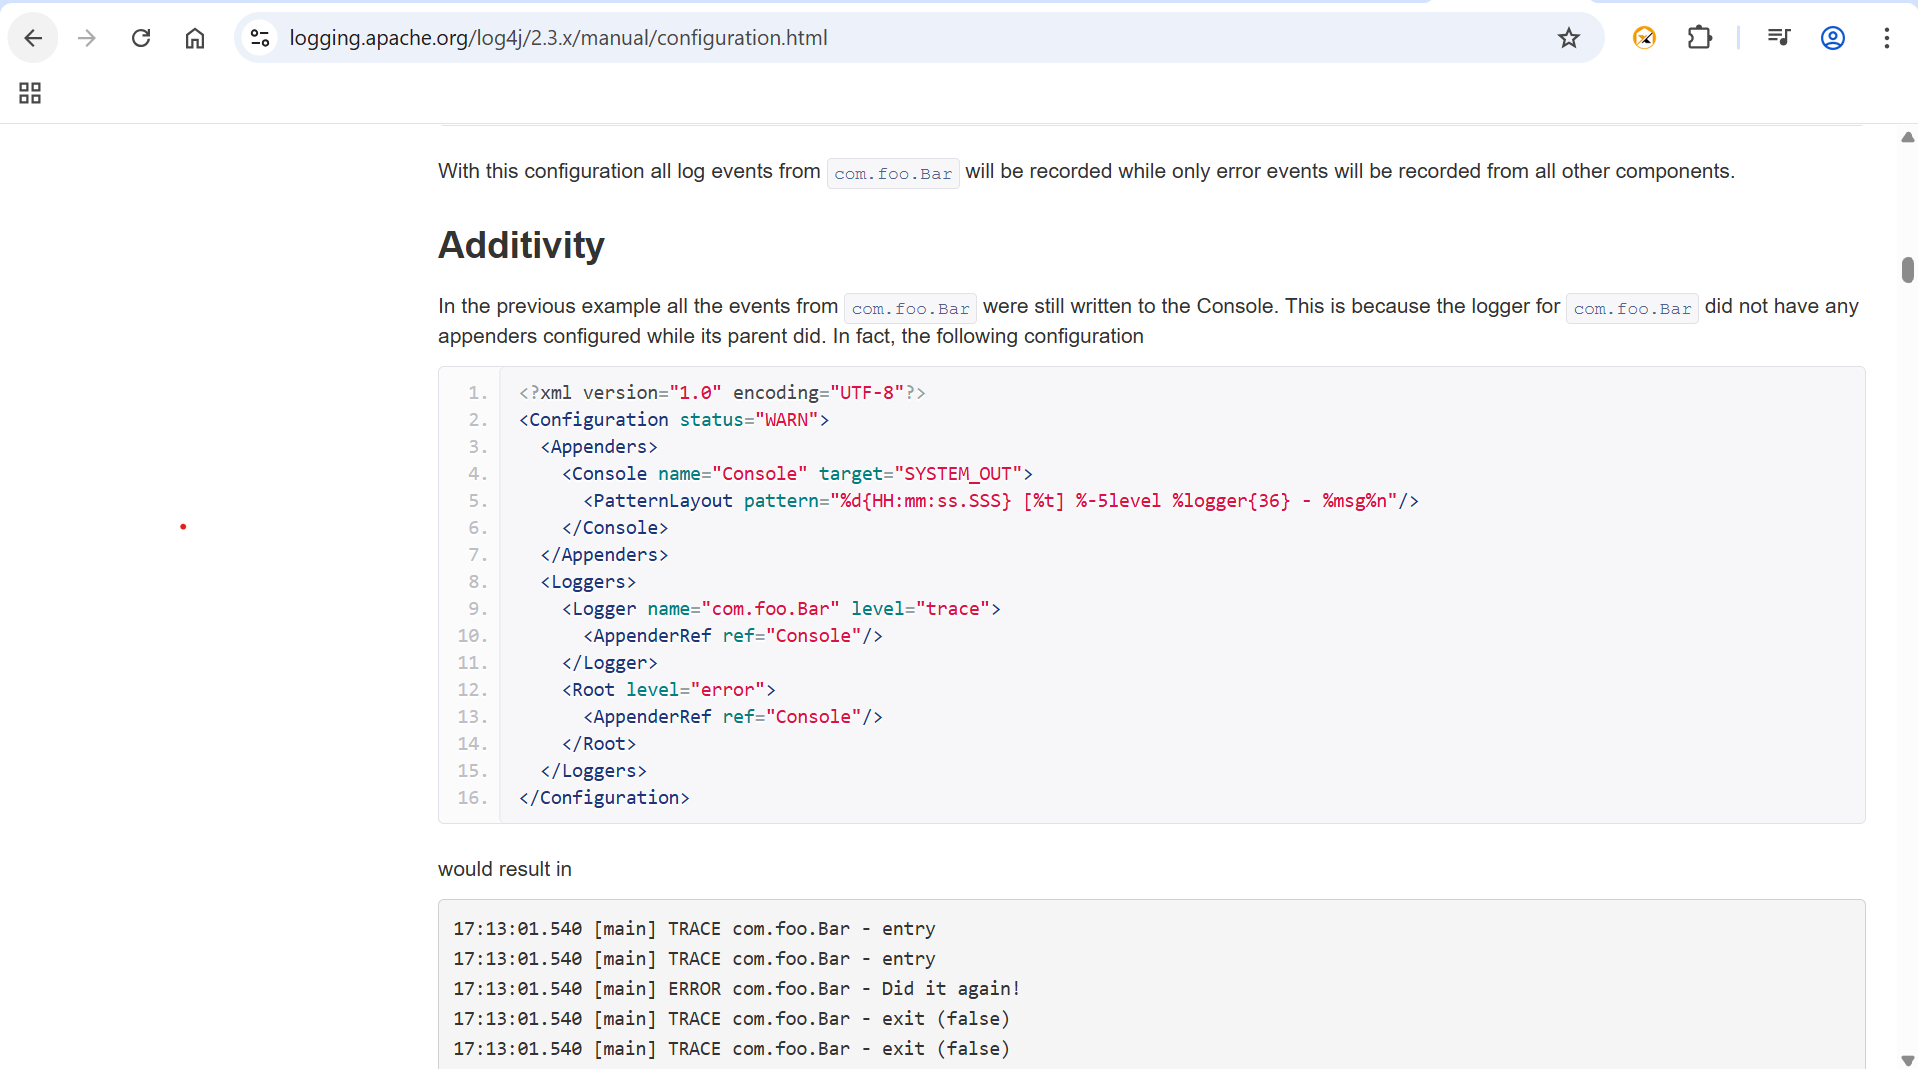 logging.apache.org/log4j/2.3.x/manual/configuration.html
With this configuration all log events from com.foo.Bar will be recorded while only error events will be recorded from all other components.
Additivity
In the previous example all the events from com.foo.Bar were still written to the Console. This is because the logger for com.foo.Bar did not have any
appenders configured while its parent did. In fact, the following configuration
1. <?xml version="1.0" encoding="UTF-8"?>
2. <Configuration status="WARN">
3.   <Appenders>
4.     <Console name="Console" target="SYSTEM_OUT">
5.       <PatternLayout pattern="%d{HH:mm:ss.SSS} [%t] %-5level %logger{36} - %msg%n"/>
6.     </Console>
7.   </Appenders>
8.   <Loggers>
9.     <Logger name="com.foo.Bar" level="trace">
10.       <AppenderRef ref="Console"/>
11.     </Logger>
12.     <Root level="error">
13.       <AppenderRef ref="Console"/>
14.     </Root>
15.   </Loggers>
16. </Configuration>
would result in
17:13:01.540 [main] TRACE com.foo.Bar - entry
17:13:01.540 [main] TRACE com.foo.Bar - entry
17:13:01.540 [main] ERROR com.foo.Bar - Did it again!
17:13:01.540 [main] TRACE com.foo.Bar - exit (false)
17:13:01.540 [main] TRACE com.foo.Bar - exit (false)